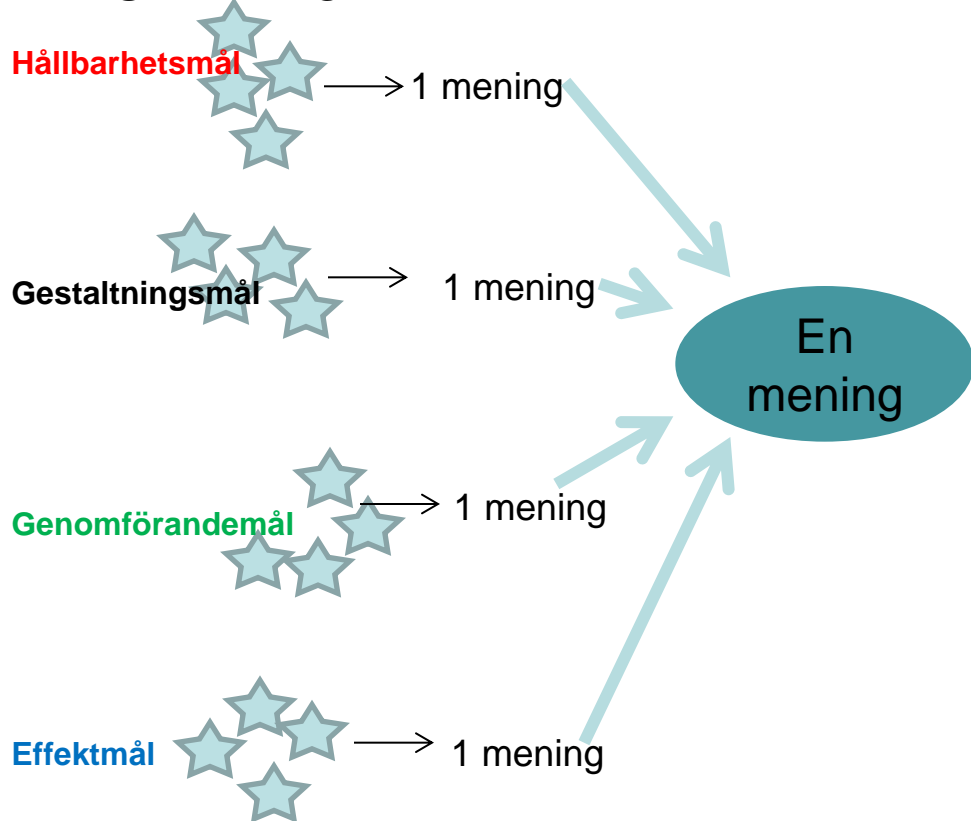 Hållbarhetsmål
1 mening
Gestaltningsmål
1 mening
En
mening
Genomförandemål
1 mening
Effektmål
1 mening